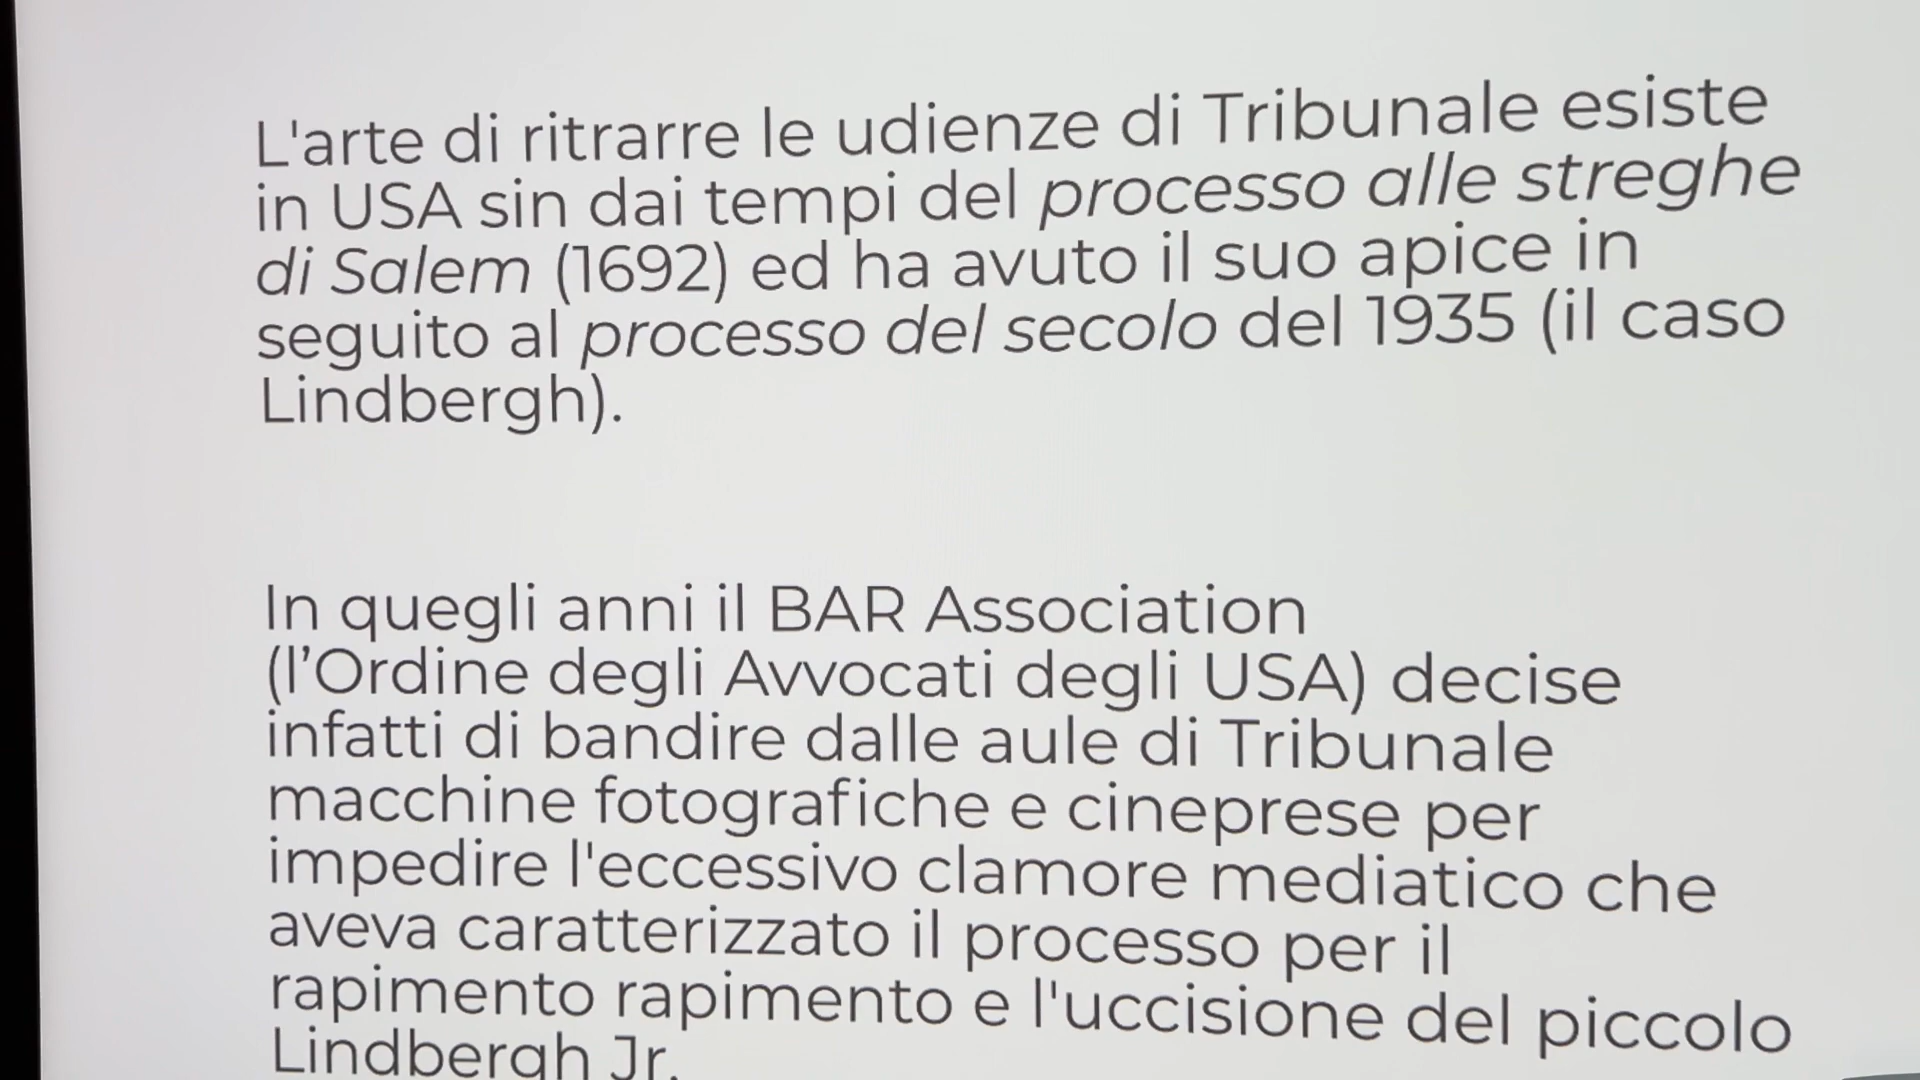 L'arte di ritrarre le udienze di Tribunale esiste
in USA sin dai tempi del processo alle streghe
di Salem (1692) ed ha avuto il suo apice in
seguito al processo del secolo del 1935 (il caso
Lindbergh).
In quegli anni il BAR Association
(l’Ordine degli Avvocati degli USA) decise
infatti di bandire dalle aule di Tribunale
macchine fotografiche e cineprese per
impedire l'eccessivo clamore mediatico che
aveva caratterizzato il processo per il
rapimento rapimento e l'uccisione del piccolo
Lindbergh Jr.